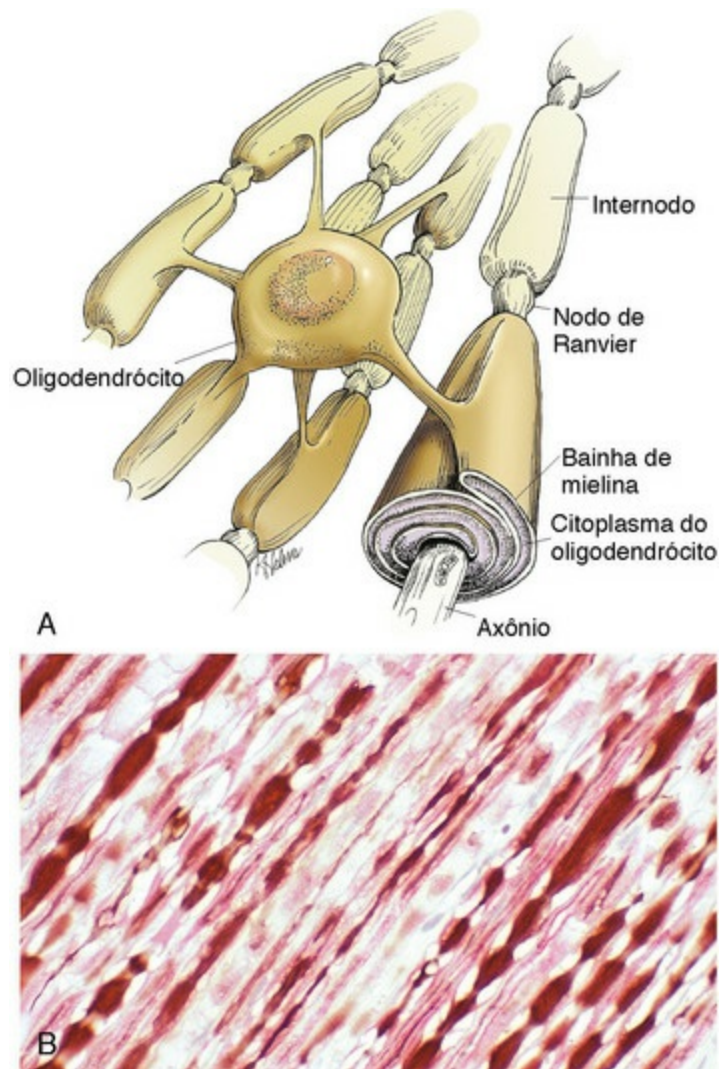 Internodo
Nodo de
Ranvier
Oligodendrócito
Bainha de
mielina
Citoplasma do
oligodendrócito
Axônio
A
B